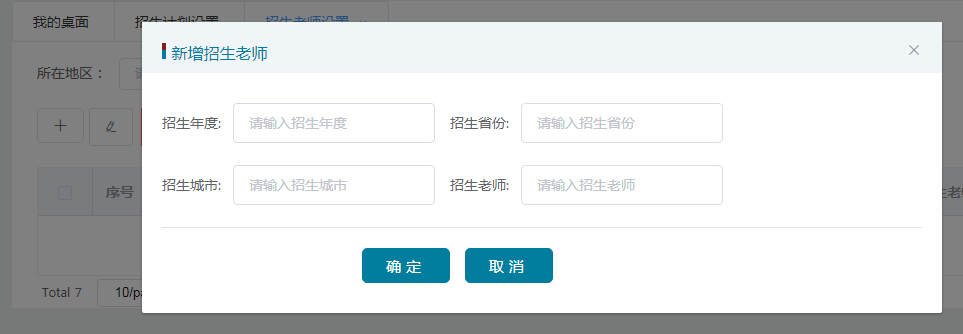 我的桌面 招生计划设置 招生老师设置
新增招生老师
所在地区：
招生年度: 请输入招生年度 招生省份: 请输入招生省份
招生城市: 请输入招生城市 招生老师: 请输入招生老师
序号
确定 取消
Total 7 10/pa